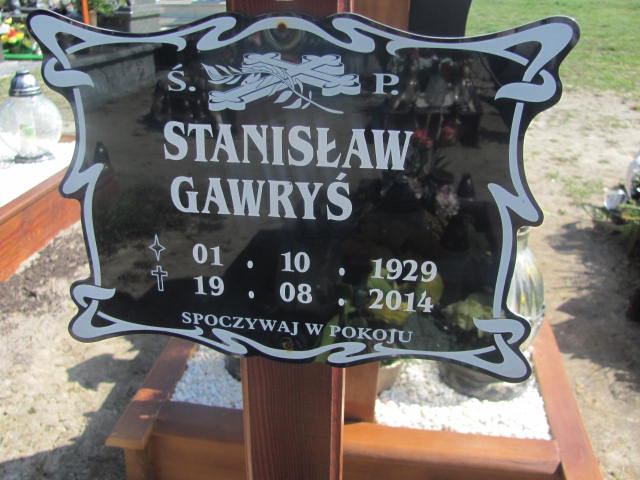 Ś. P.
STANISŁAW
GAWRYŚ
01 . 10 . 1929
19 . 08 . 2014
SPOCZYWAJ W POKOJU